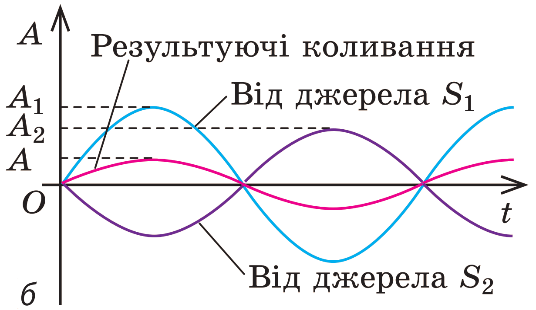 A
Результуючі коливання
A₁
Від джерела S₁
A₂
A
O
t
Від джерела S₂
б